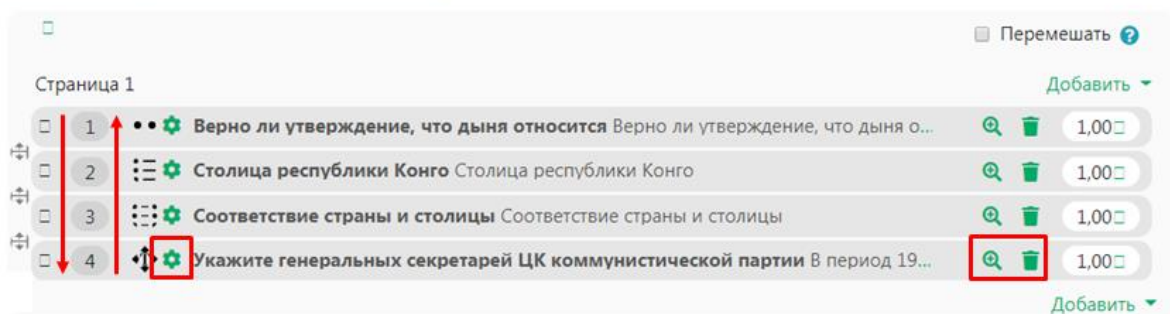 Перемешать
Страница 1
Добавить
1 Верно ли утверждение, что дыня относится Верно ли утверждение, что дыня о... 1,00
2 Столица республики Конго Столица республики Конго 1,00
3 Соответствие страны и столицы Соответствие страны и столицы 1,00
4 Укажите генеральных секретарей ЦК коммунистической партии В период 19... 1,00
Добавить